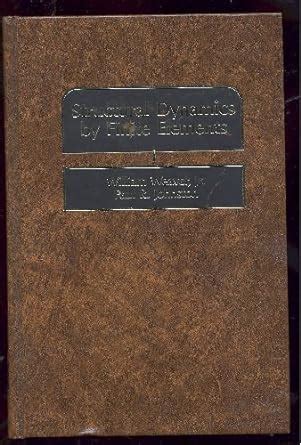 Structural Dynamics
by Finite Elements
William Weaver, Jr.
Paul R. Johnston